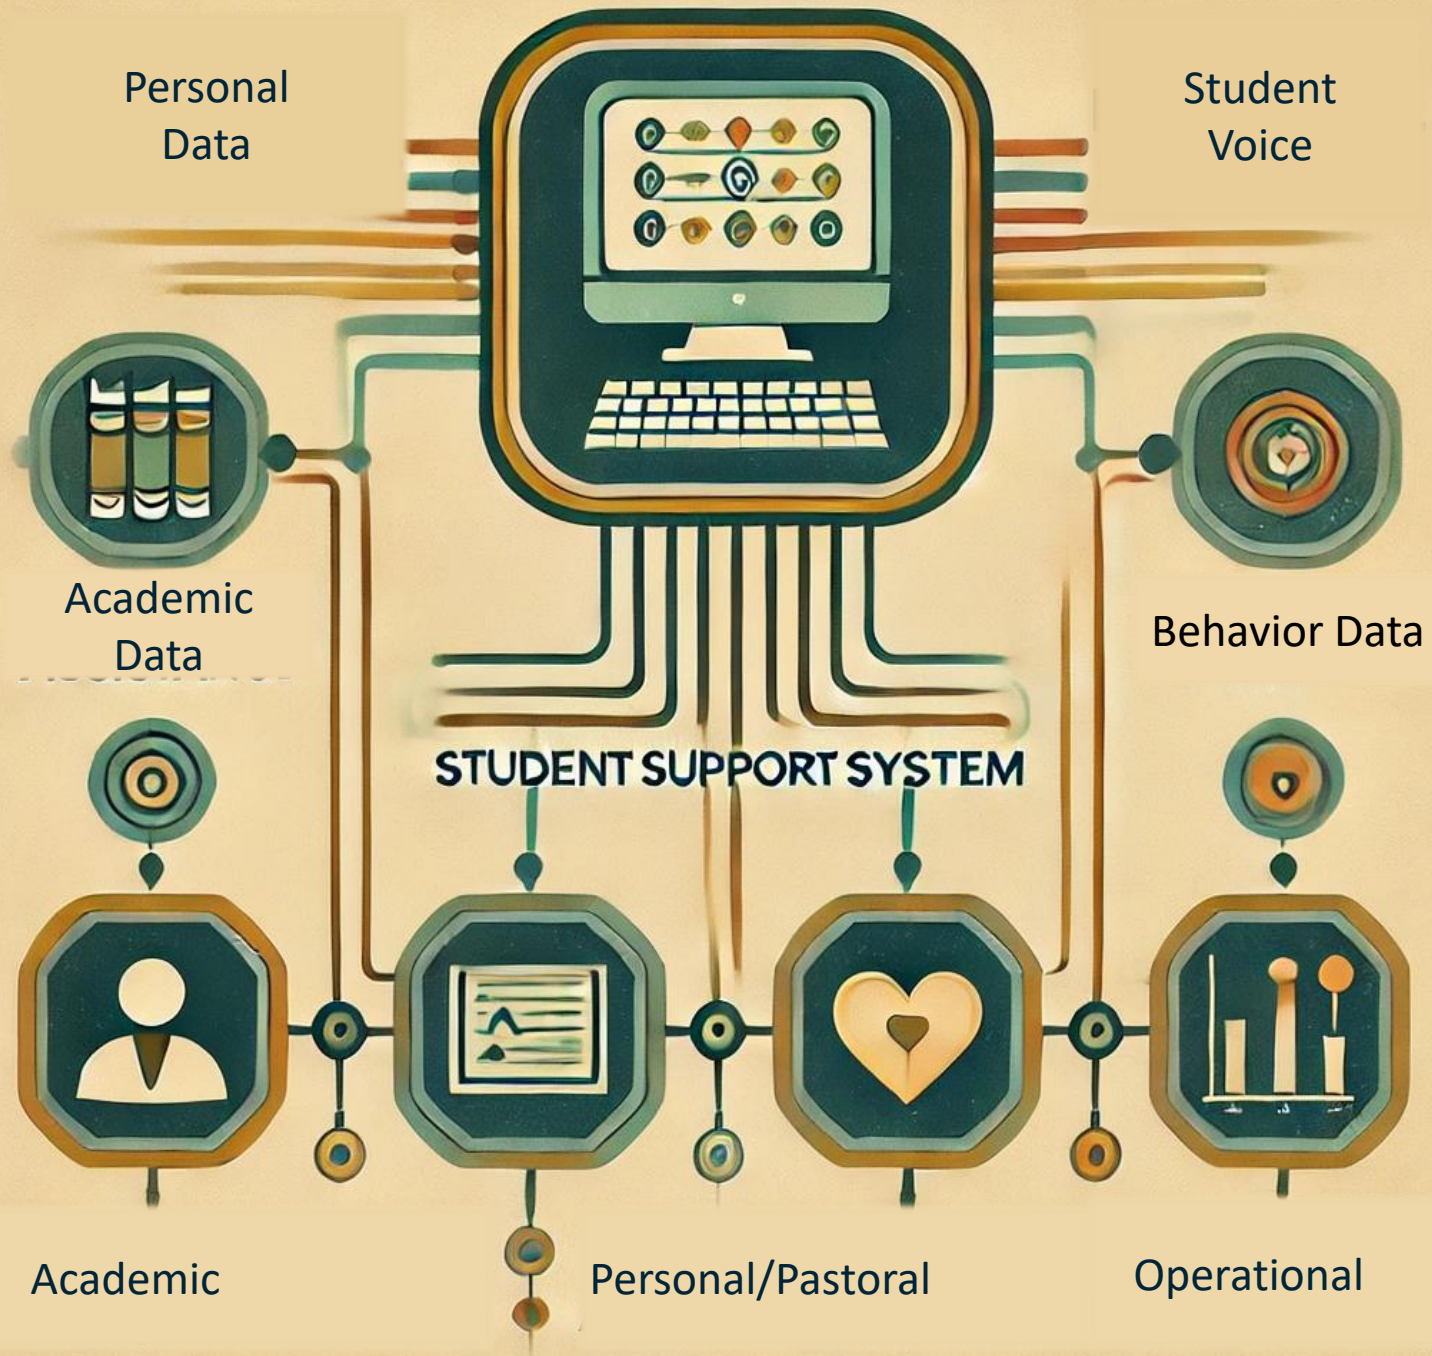 Personal
Data
Student
Voice
Academic
Data
Behavior Data
STUDENT SUPPORT SYSTEM
Academic
Personal/Pastoral
Operational